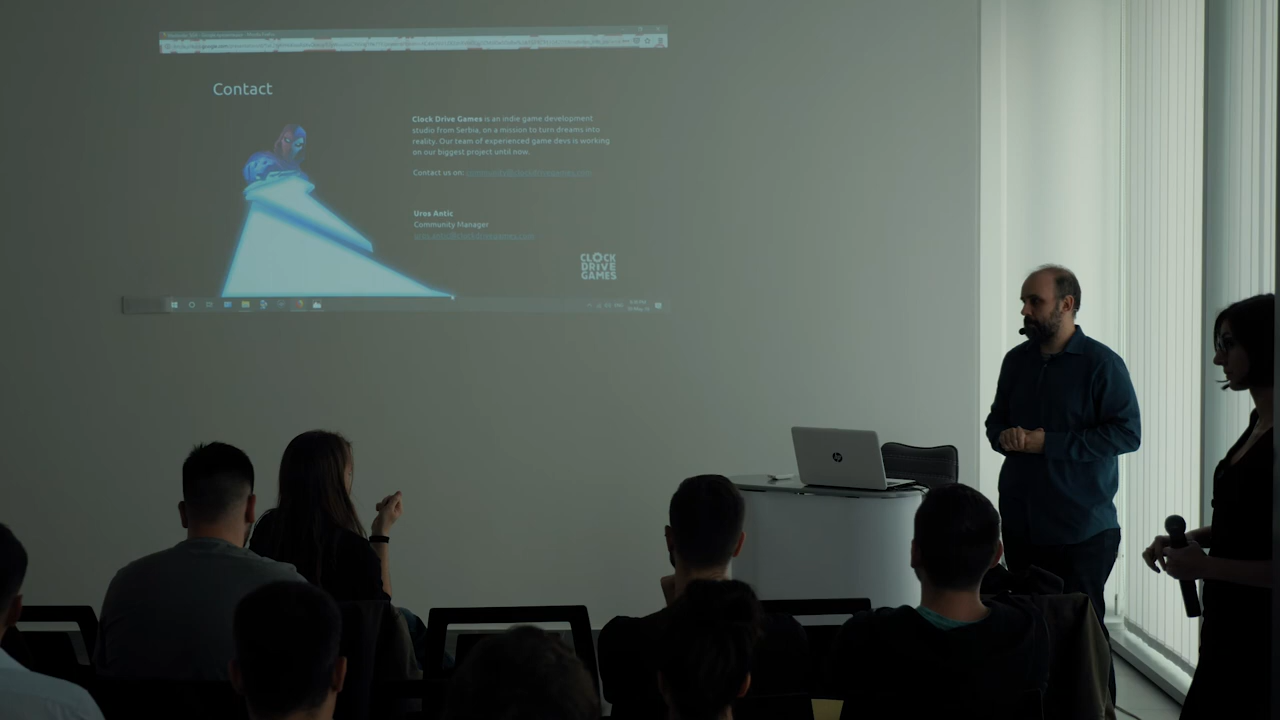 Contact
Clock Drive Games is an indie game development
studio from Serbia, on a mission to turn dreams into
reality. Our team of experienced game devs is working
on our biggest project until now.
Contact us on:
Uros Antic
Community Manager
CLOCK
DRIVE
GAMES
hp